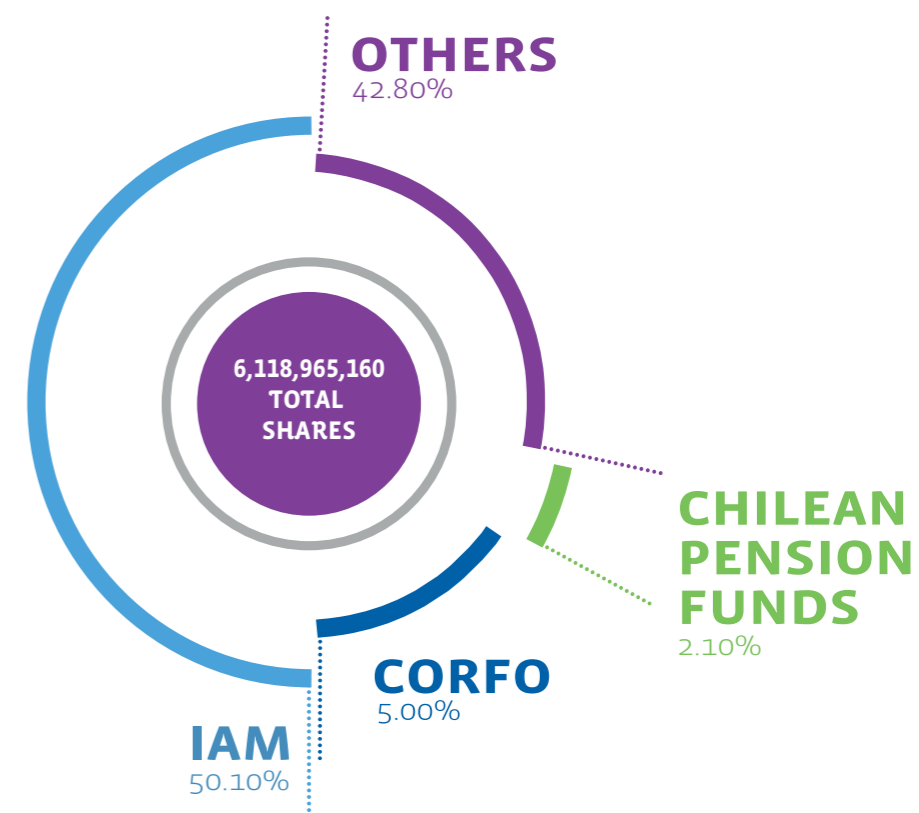 OTHERS
42.80%
6,118,965,160
TOTAL
SHARES
CHILEAN
PENSION
FUNDS
2.10%
CORFO
5.00%
IAM
50.10%